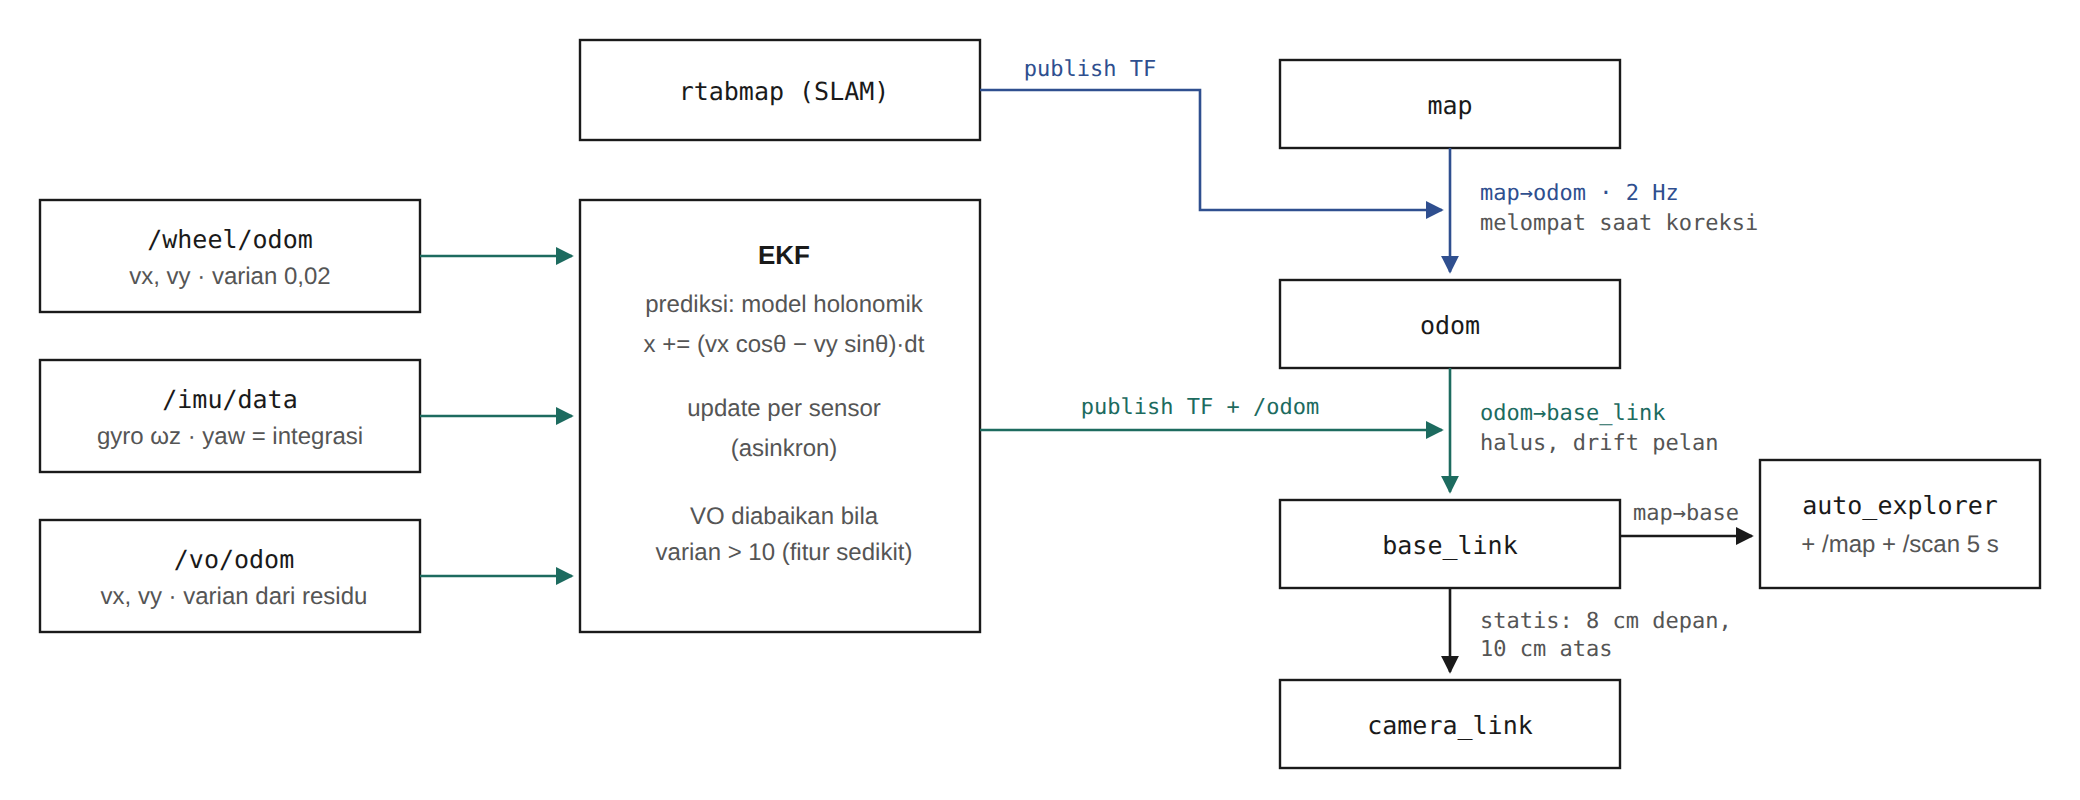 rtabmap (SLAM)
publish TF
map
map→odom · 2 Hz
melompat saat koreksi
/wheel/odom
vx, vy · varian 0,02
/imu/data
gyro ωz · yaw = integrasi
/vo/odom
vx, vy · varian dari residu
EKF
prediksi: model holonomik
x += (vx cosθ − vy sinθ)·dt
update per sensor
(asinkron)
VO diabaikan bila
varian > 10 (fitur sedikit)
publish TF + /odom
odom
odom→base_link
halus, drift pelan
base_link
map→base
auto_explorer
+ /map + /scan 5 s
statis: 8 cm depan,
10 cm atas
camera_link